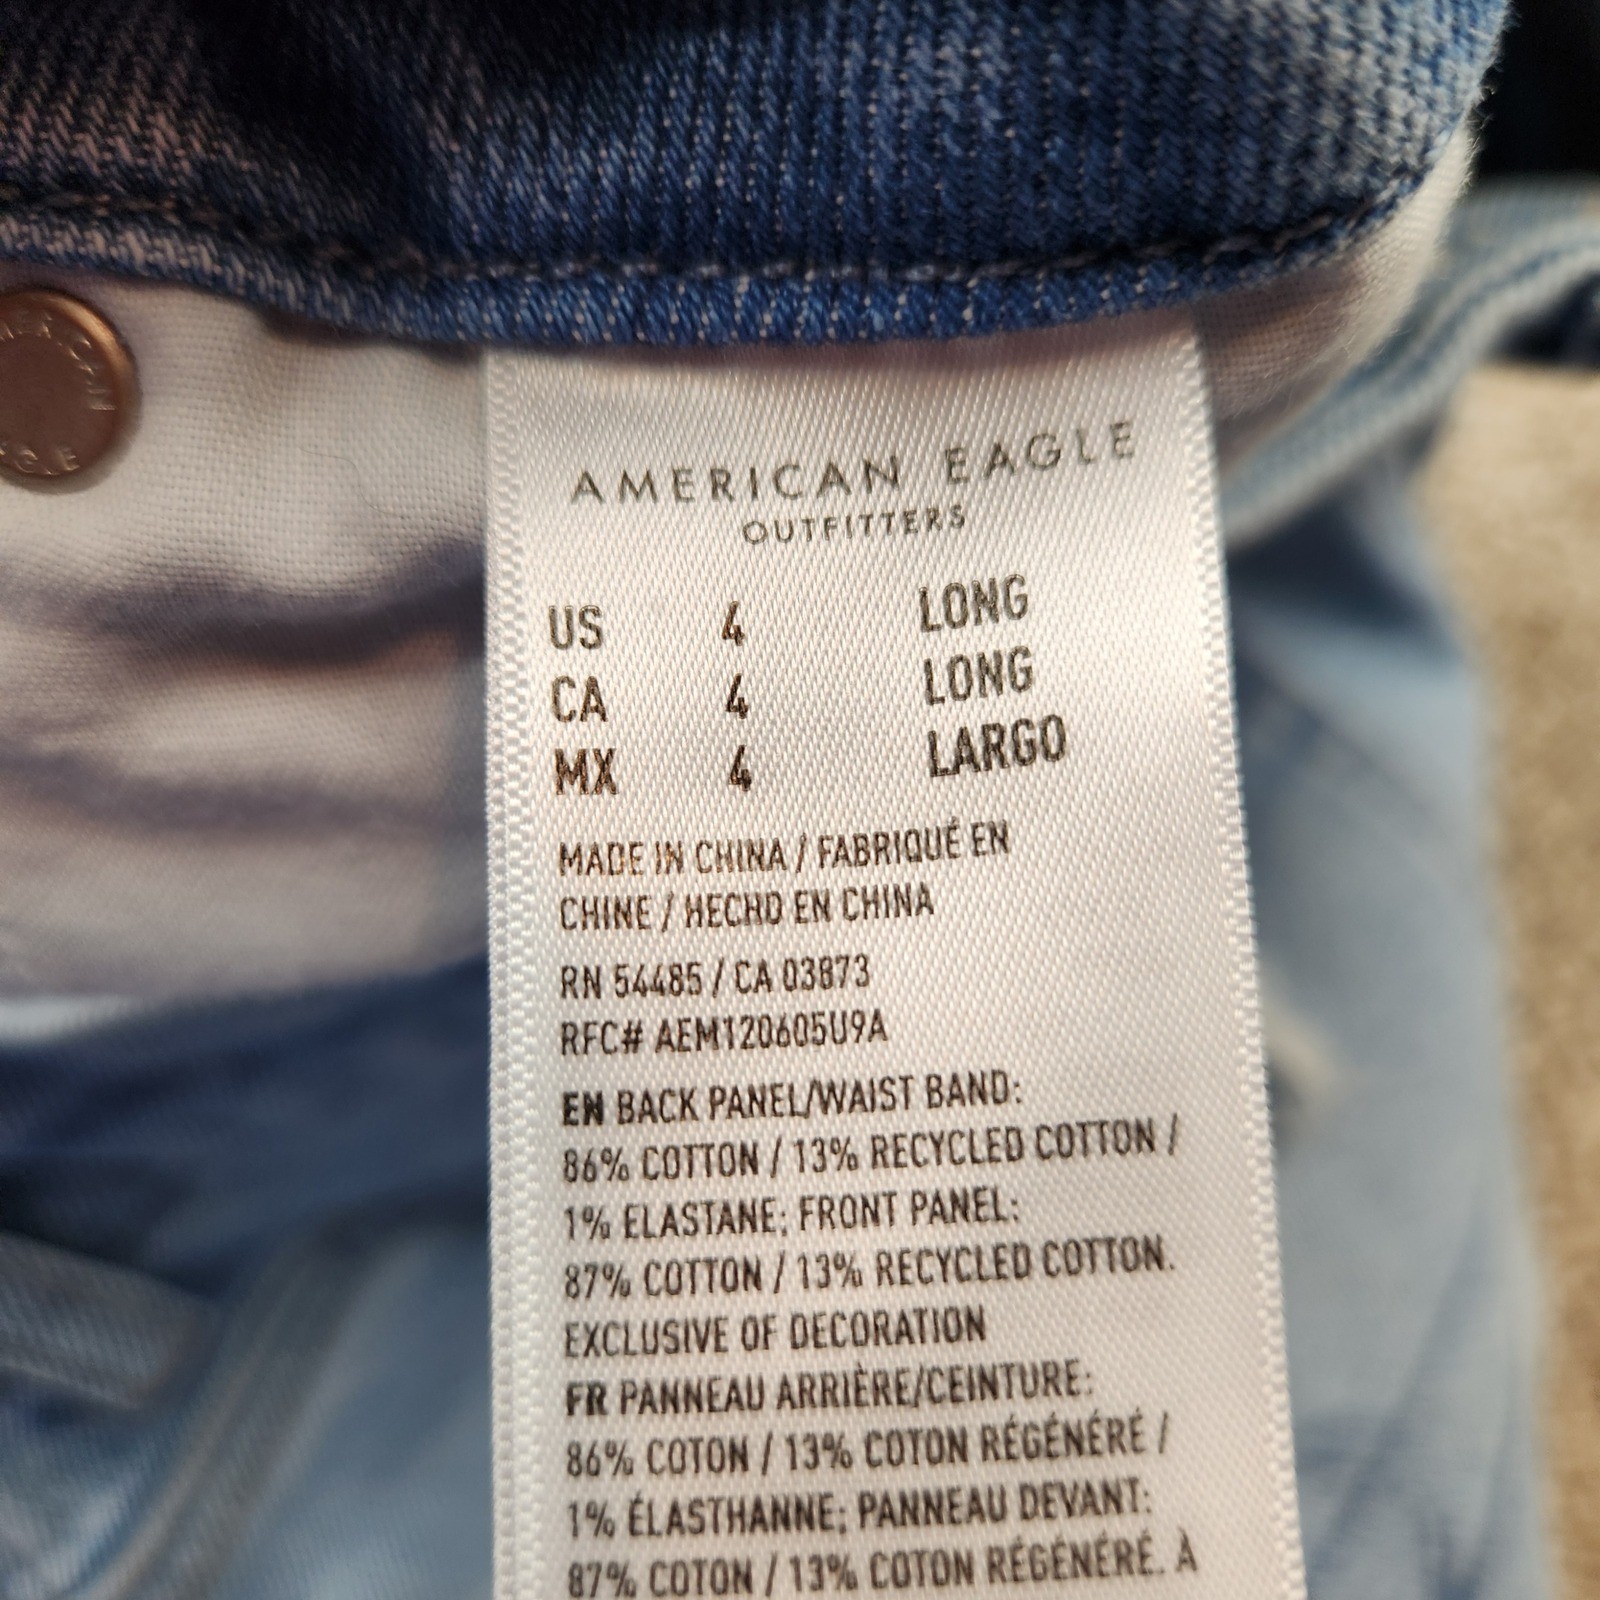 AMERICAN EAGLE
OUTFITTERS
US 4 LONG
CA 4 LONG
MX 4 LARGO
MADE IN CHINA / FABRIQUÉ EN
CHINE / HECHO EN CHINA
RN 54485 / CA 03873
RFC# AEM120605U9A
EN BACK PANEL/WAIST BAND:
86% COTTON / 13% RECYCLED COTTON /
1% ELASTANE; FRONT PANEL:
87% COTTON / 13% RECYCLED COTTON.
EXCLUSIVE OF DECORATION
FR PANNEAU ARRIÈRE/CEINTURE:
86% COTON / 13% COTON RÉGÉNÉRÉ /
1% ÉLASTHANNE; PANNEAU DEVANT:
87% COTON / 13% COTON RÉGÉNÉRÉ. À